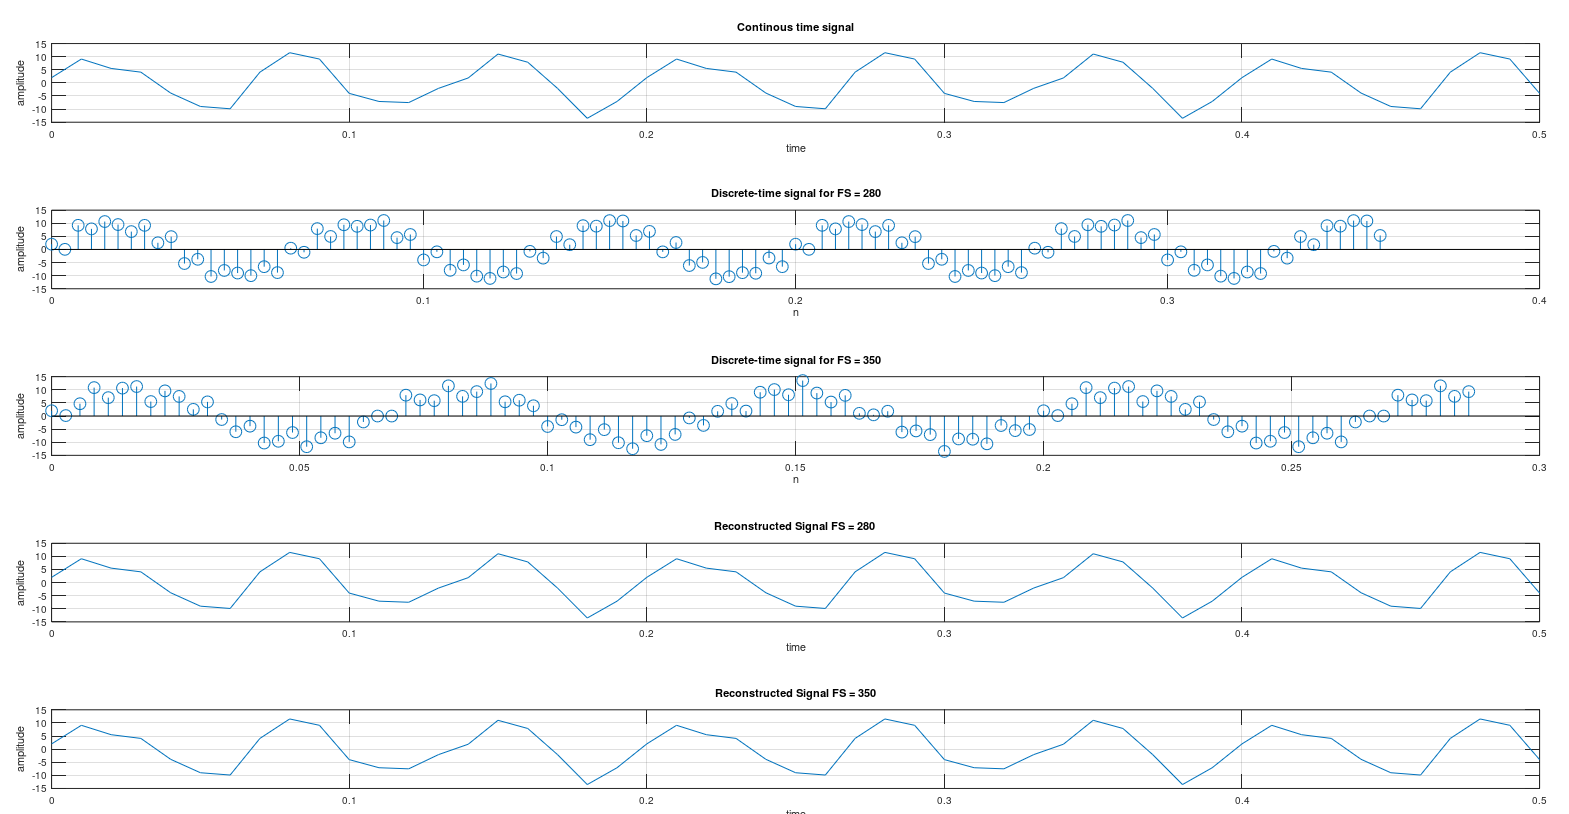 Continous time signal
15
10
5
0
-5
-10
-15
amplitude
0 0.1 0.2 0.3 0.4 0.5
time
Discrete-time signal for FS = 280
15
10
5
0
-5
-10
-15
amplitude
0 0.1 0.2 0.3 0.4
n
Discrete-time signal for FS = 350
15
10
5
0
-5
-10
-15
amplitude
0 0.05 0.1 0.15 0.2 0.25 0.3
n
Reconstructed Signal FS = 280
15
10
5
0
-5
-10
-15
amplitude
0 0.1 0.2 0.3 0.4 0.5
time
Reconstructed Signal FS = 350
15
10
5
0
-5
-10
-15
amplitude
0 0.1 0.2 0.3 0.4 0.5
time